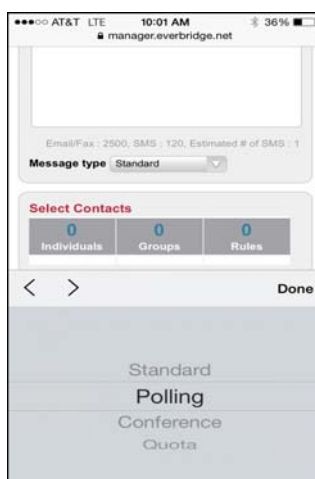 AT&T LTE 10:01 AM 36%
manager.everbridge.net
Email/Fax : 2500, SMS : 120, Estimated # of SMS : 1
Message type Standard
Select Contacts
0 0 0
Individuals Groups Rules
< > Done
Standard
Polling
Conference
Quota